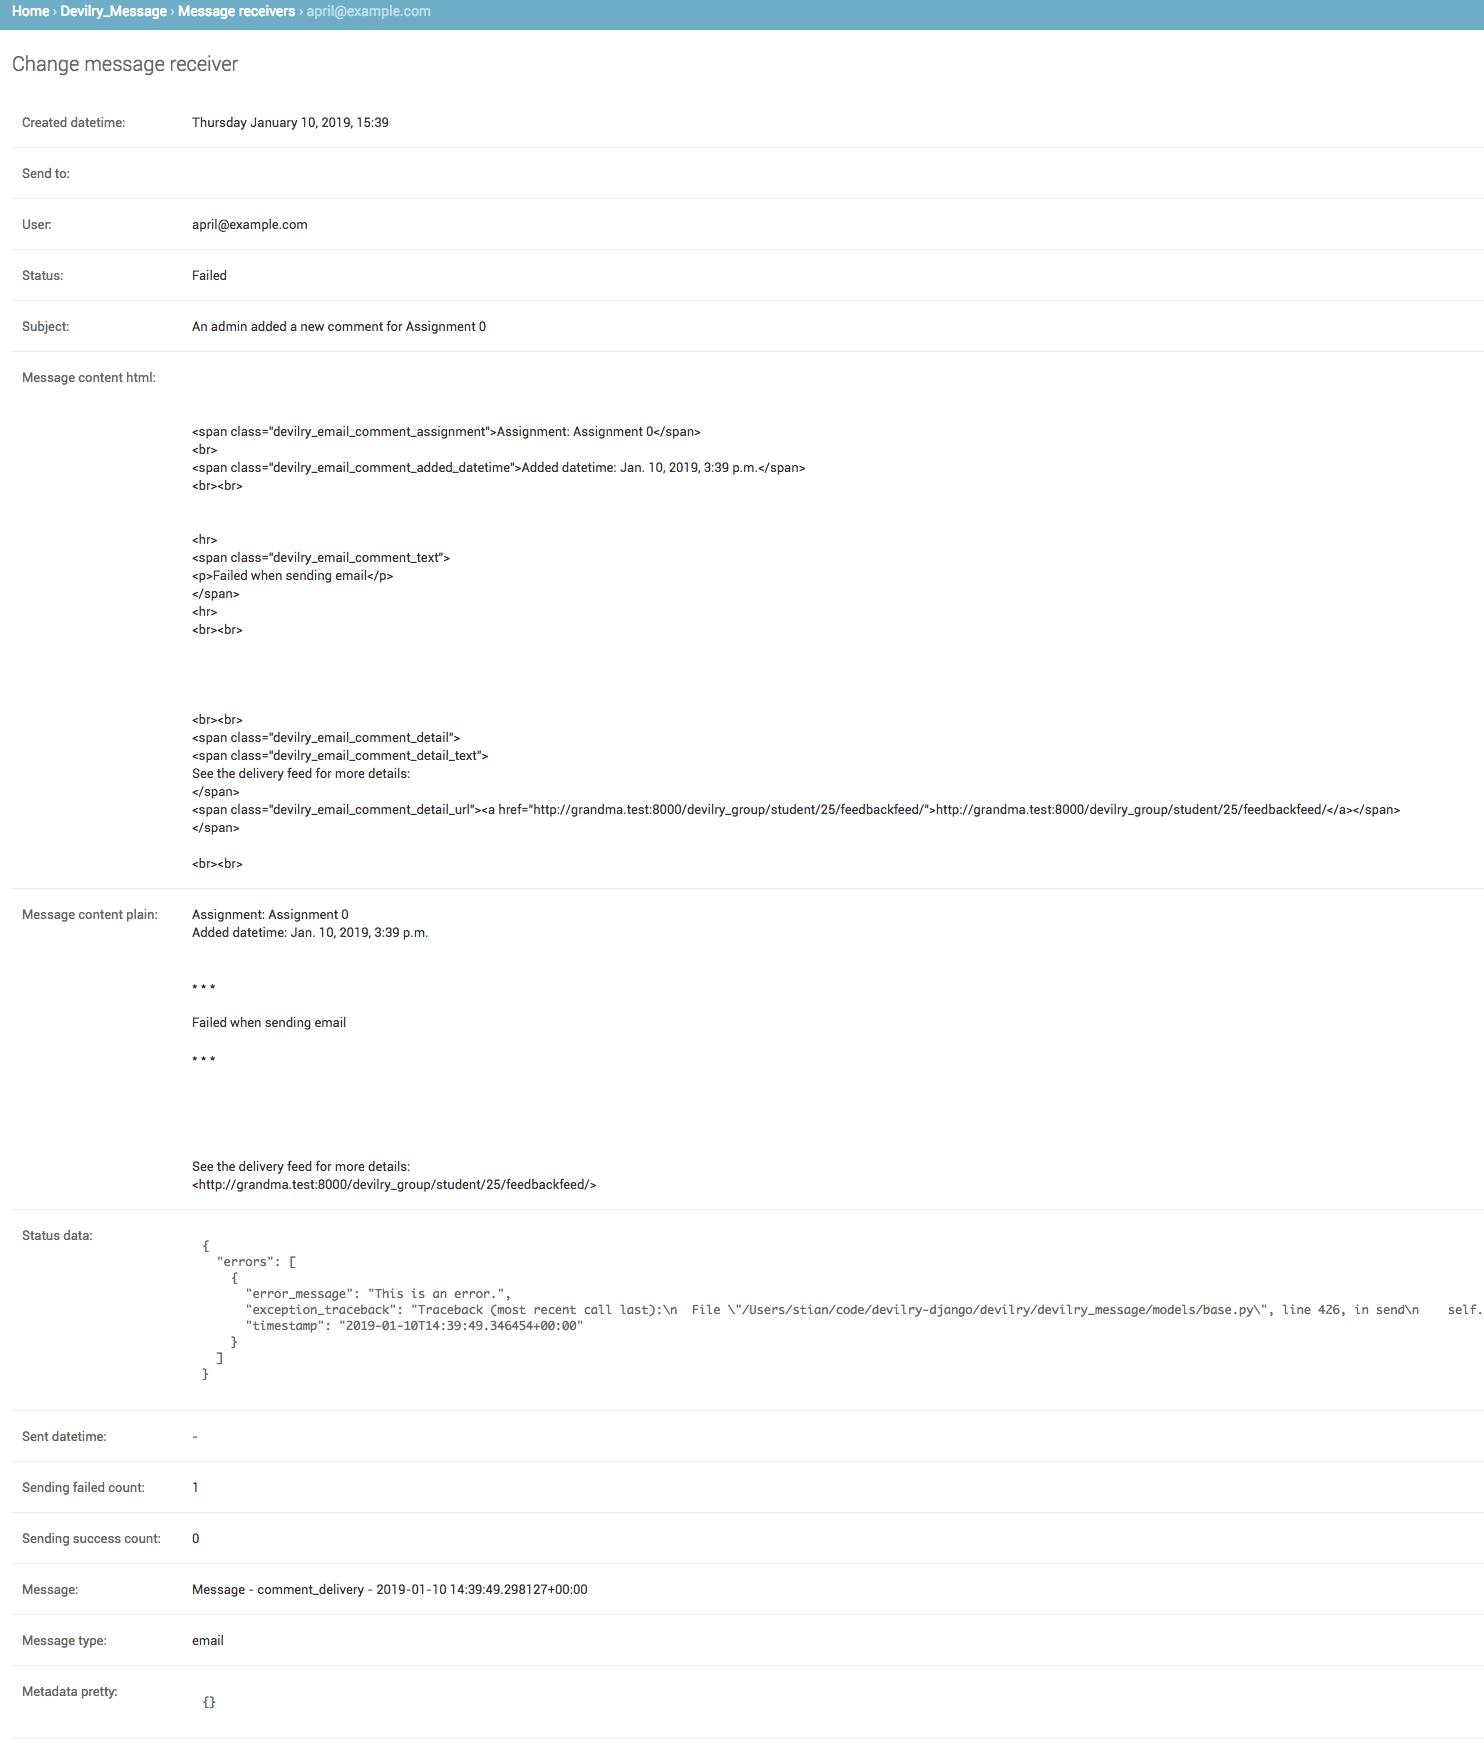 Home › Devilry_Message › Message receivers › april@example.com
Change message receiver
Created datetime: Thursday January 10, 2019, 15:39
Send to:
User: april@example.com
Status: Failed
Subject: An admin added a new comment for Assignment 0
Message content html:
<span class="devilry_email_comment_assignment">Assignment: Assignment 0</span>
<br>
<span class="devilry_email_comment_added_datetime">Added datetime: Jan. 10, 2019, 3:39 p.m.</span>
<br><br>
<hr>
<span class="devilry_email_comment_text">
<p>Failed when sending email</p>
</span>
<hr>
<br><br>
<br><br>
<span class="devilry_email_comment_detail">
<span class="devilry_email_comment_detail_text">
See the delivery feed for more details:
</span>
<span class="devilry_email_comment_detail_url"><a href="http://grandma.test:8000/devilry_group/student/25/feedbackfeed/">http://grandma.test:8000/devilry_group/student/25/feedbackfeed/</a></span>
</span>
<br><br>
Message content plain: Assignment: Assignment 0
Added datetime: Jan. 10, 2019, 3:39 p.m.
* * *
Failed when sending email
* * *
See the delivery feed for more details:
<http://grandma.test:8000/devilry_group/student/25/feedbackfeed/>
Status data:
{
"errors": [
{
"error_message": "This is an error.",
"exception_traceback": "Traceback (most recent call last):\n  File \"/Users/stian/code/devilry-django/devilry/devilry_message/models/base.py\", line 426, in send\n    self.
"timestamp": "2019-01-10T14:39:49.346454+00:00"
}
]
}
Sent datetime: -
Sending failed count: 1
Sending success count: 0
Message: Message - comment_delivery - 2019-01-10 14:39:49.298127+00:00
Message type: email
Metadata pretty:
{}